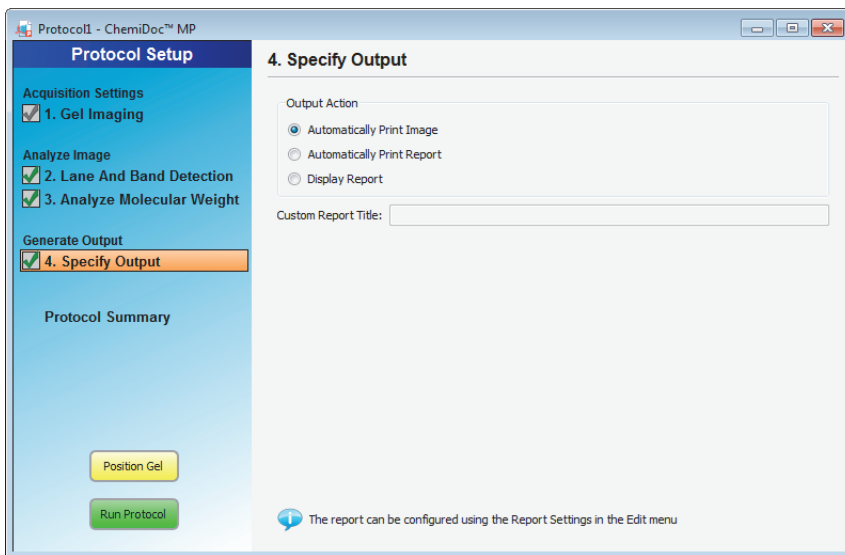 Protocol1 - ChemiDoc™ MP
Protocol Setup
Acquisition Settings
1. Gel Imaging
Analyze Image
2. Lane And Band Detection
3. Analyze Molecular Weight
Generate Output
4. Specify Output
Protocol Summary
Position Gel
Run Protocol
4. Specify Output
Output Action
Automatically Print Image
Automatically Print Report
Display Report
Custom Report Title:
The report can be configured using the Report Settings in the Edit menu